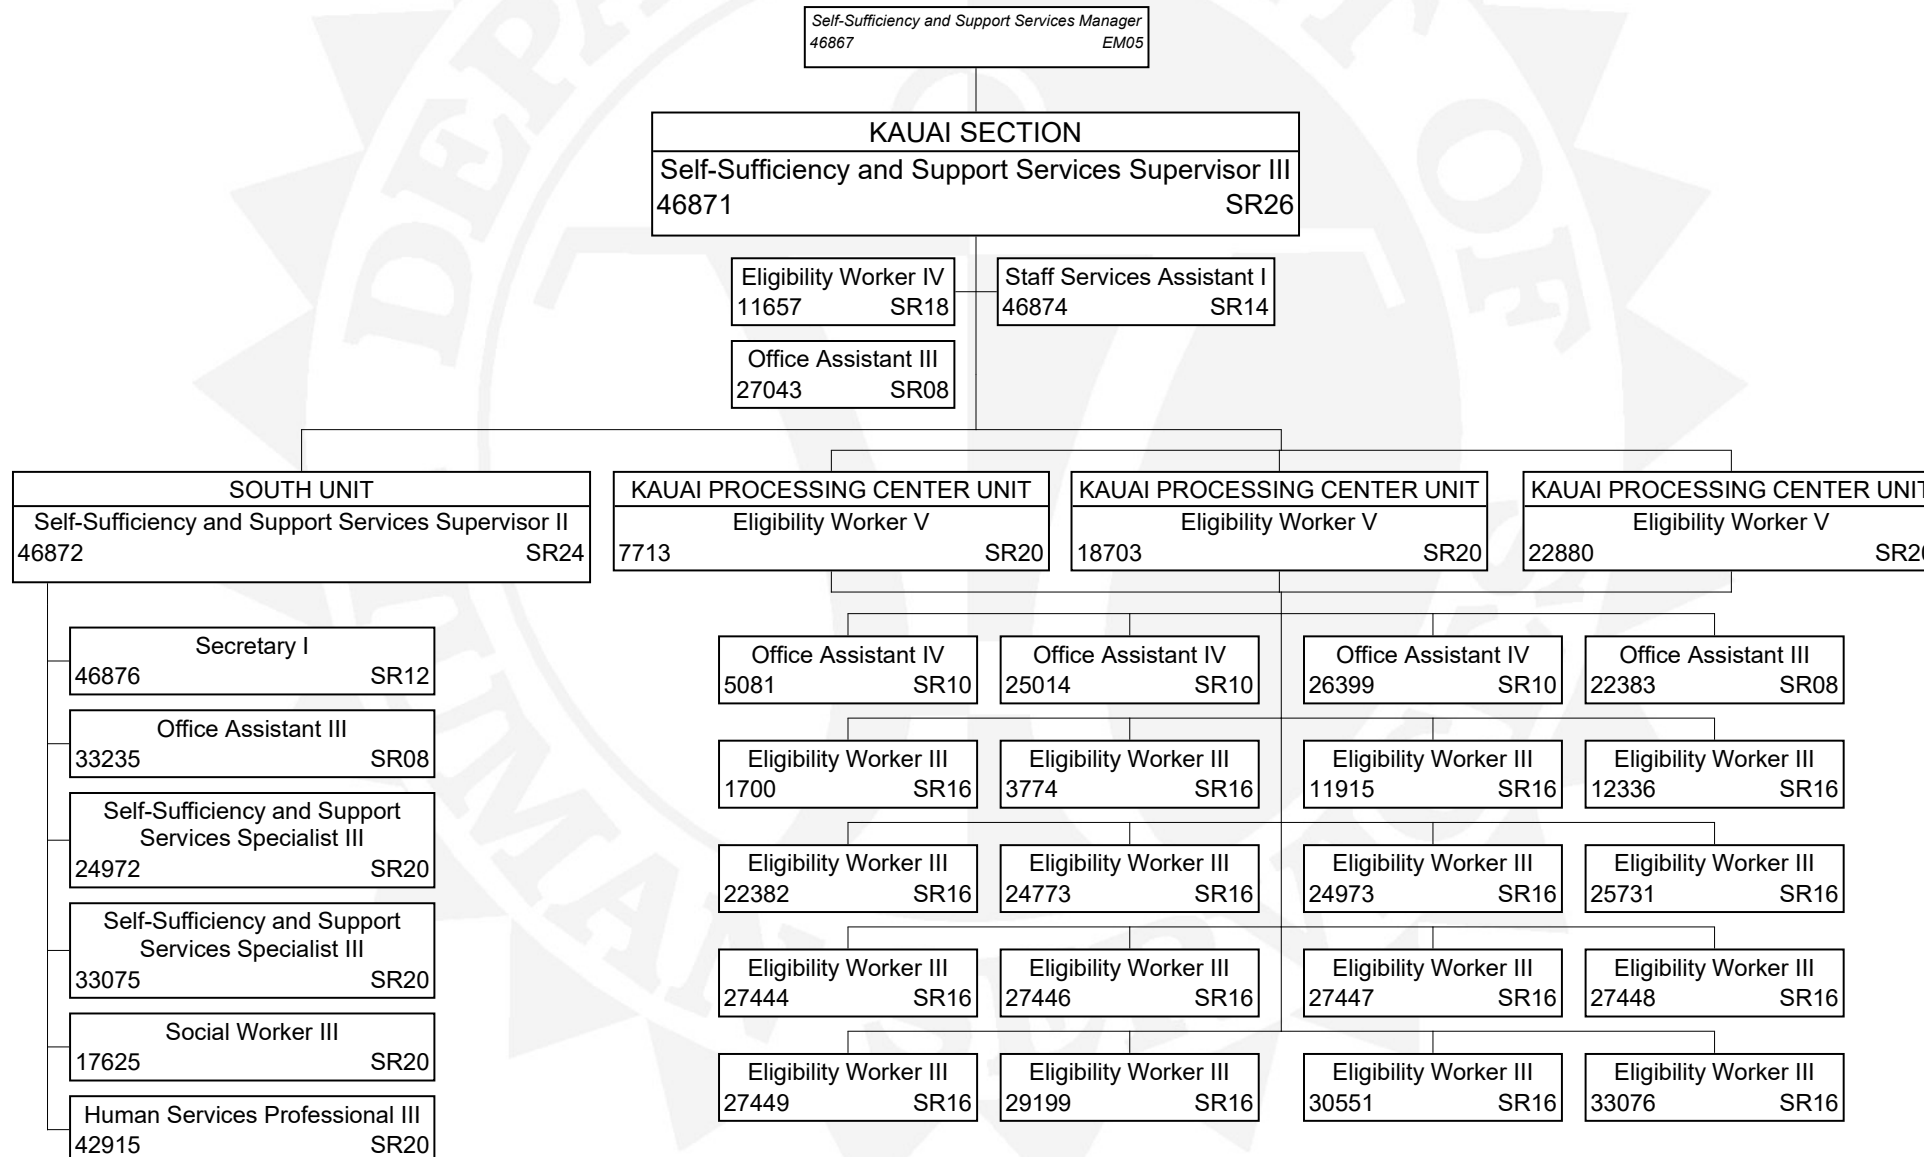 Self-Sufficiency and Support Services Manager
46867 EM05
KAUAI SECTION
Self-Sufficiency and Support Services Supervisor III
46871 SR26
Eligibility Worker IV
11657 SR18
Staff Services Assistant I
46874 SR14
Office Assistant III
27043 SR08
SOUTH UNIT
Self-Sufficiency and Support Services Supervisor II
46872 SR24
Secretary I
46876 SR12
Office Assistant III
33235 SR08
Self-Sufficiency and Support
Services Specialist III
24972 SR20
Self-Sufficiency and Support
Services Specialist III
33075 SR20
Social Worker III
17625 SR20
Human Services Professional III
42915 SR20
KAUAI PROCESSING CENTER UNIT
Eligibility Worker V
7713 SR20
KAUAI PROCESSING CENTER UNIT
Eligibility Worker V
18703 SR20
KAUAI PROCESSING CENTER UNIT
Eligibility Worker V
22880 SR20
Office Assistant IV
5081 SR10
Office Assistant IV
25014 SR10
Office Assistant IV
26399 SR10
Office Assistant III
22383 SR08
Eligibility Worker III
1700 SR16
Eligibility Worker III
3774 SR16
Eligibility Worker III
11915 SR16
Eligibility Worker III
12336 SR16
Eligibility Worker III
22382 SR16
Eligibility Worker III
24773 SR16
Eligibility Worker III
24973 SR16
Eligibility Worker III
25731 SR16
Eligibility Worker III
27444 SR16
Eligibility Worker III
27446 SR16
Eligibility Worker III
27447 SR16
Eligibility Worker III
27448 SR16
Eligibility Worker III
27449 SR16
Eligibility Worker III
29199 SR16
Eligibility Worker III
30551 SR16
Eligibility Worker III
33076 SR16